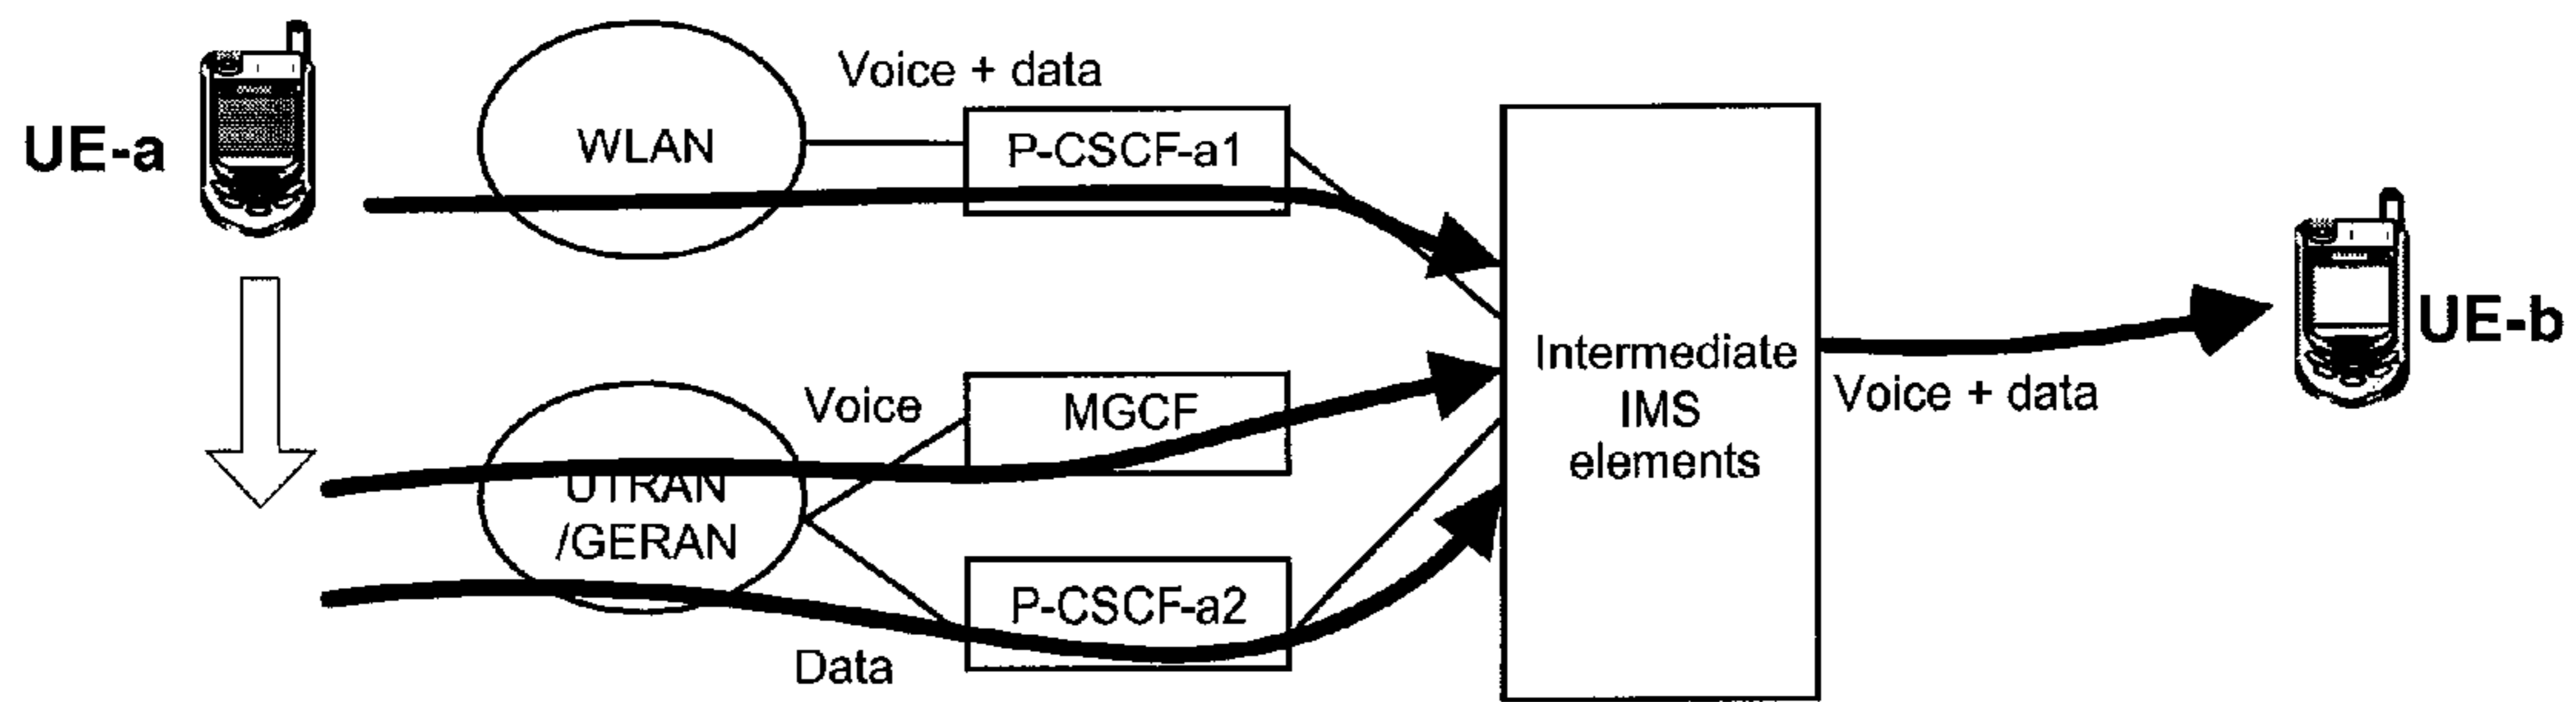 Voice + data
UE-a
WLAN
P-CSCF-a1
UE-b
Intermediate
IMS
elements
Voice + data
Voice
MGCF
UTRAN
/GERAN
P-CSCF-a2
Data